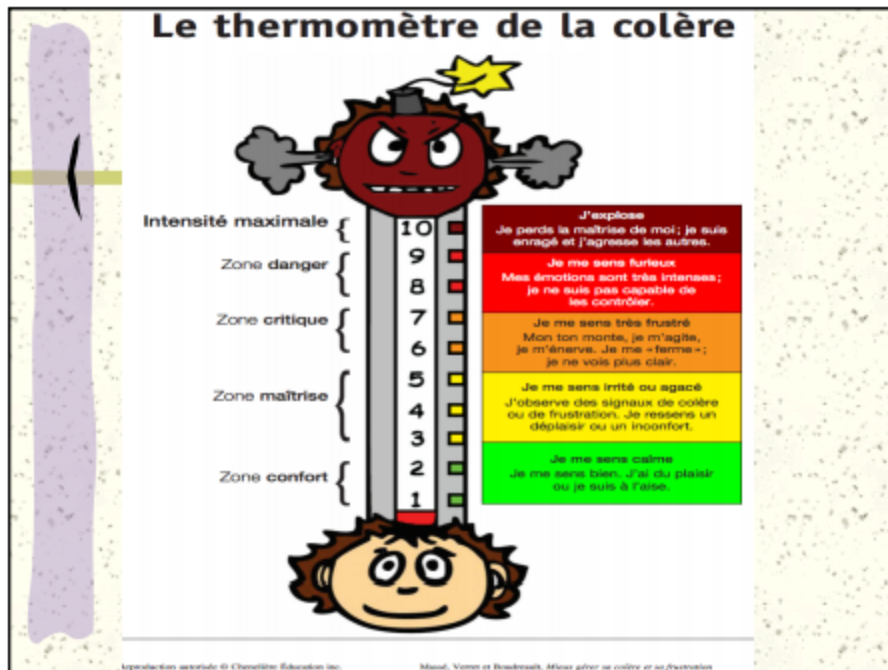 Le thermomètre de la colère
Intensité maximale
10
J'explose
Je perds la maîtrise de moi ; je suis
enragé et j'agresse les autres.
Zone danger
9
8
Je me sens furieux
Mes émotions sont très intenses ;
je ne suis pas capable de
les contrôler.
Zone critique
7
6
Je me sens très frustré
Mon ton monte, je m'agite,
je m'énerve. Je me « ferme » ;
je ne vois plus clair.
Zone maîtrise
5
4
3
Je me sens irrité ou agacé
J'observe des signaux de colère
ou de frustration. Je ressens un
déplaisir ou un inconfort.
Zone confort
2
1
Je me sens calme
Je me sens bien. J'ai du plaisir
ou je suis à l'aise.
Reproduction autorisée © Chenelière Éducation inc.
Massé, Verret et Boudreault, Mieux gérer sa colère et sa frustration